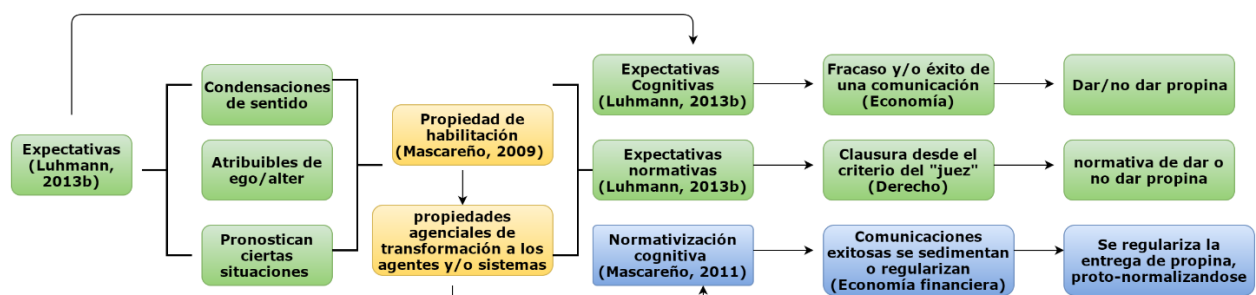 Expectativas
(Luhmann,
2013b)
Condensaciones
de sentido
Atribuibles de
ego/alter
Pronostican
ciertas
situaciones
Propiedad de
habilitación
(Mascareño, 2009)
propiedades
agenciales de
transformación a los
agentes y/o sistemas
Expectativas
Cognitivas
(Luhmann, 2013b)
Fracaso y/o éxito de
una comunicación
(Economía)
Dar/no dar propina
Expectativas
normativas
(Luhmann, 2013b)
Clausura desde el
criterio del "juez"
(Derecho)
normativa de dar o
no dar propina
Normativización
cognitiva
(Mascareño, 2011)
Comunicaciones
exitosas se sedimentan
o regularizan
(Economía financiera)
Se regulariza la
entrega de propina,
proto-normalizandose